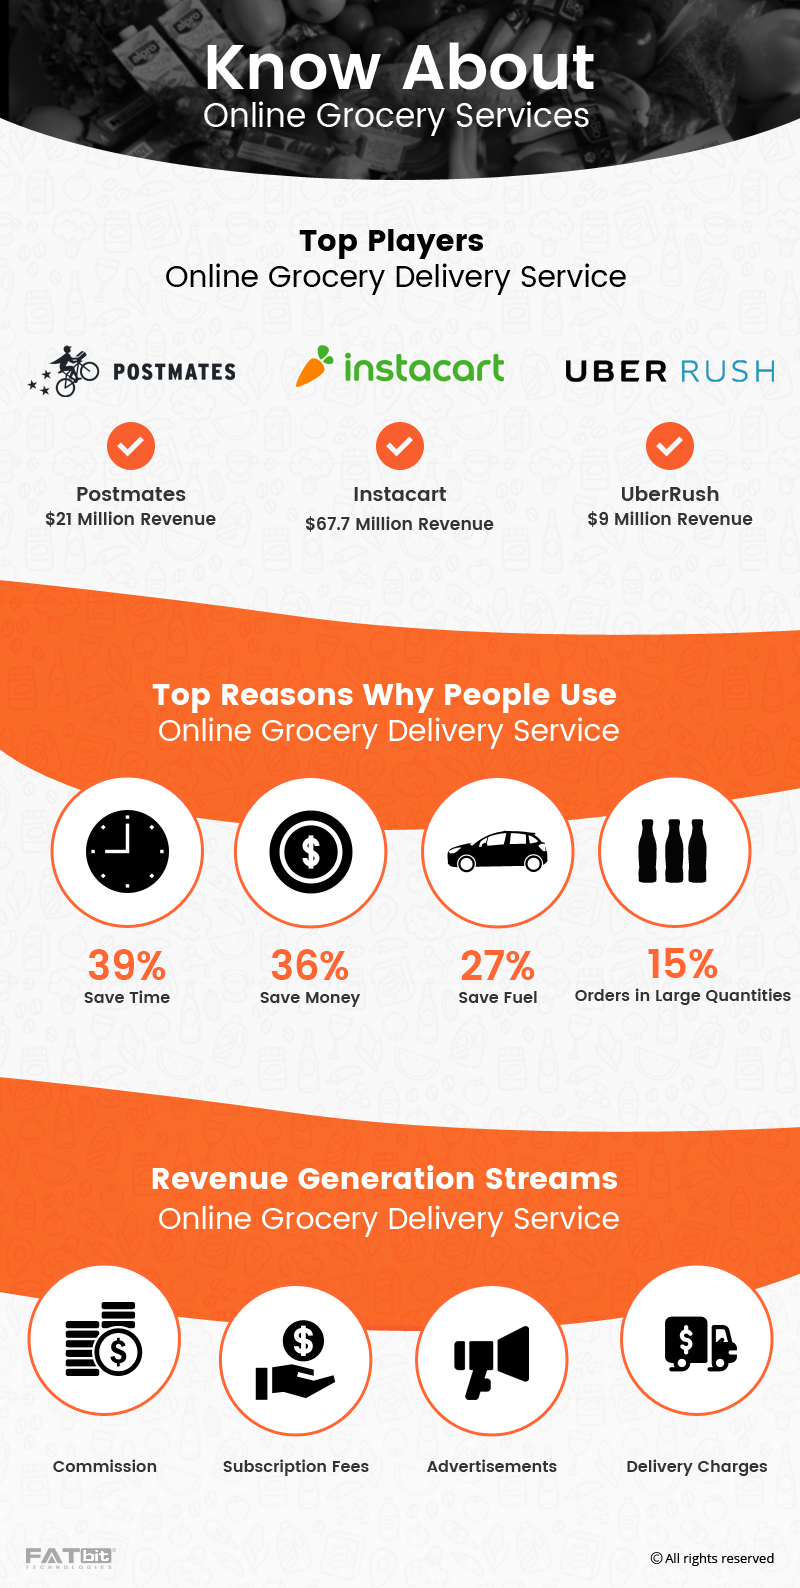 Know About
Online Grocery Services
Top Players
Online Grocery Delivery Service
POSTMATES
instacart
UBER RUSH
Postmates
$21 Million Revenue
Instacart
$67.7 Million Revenue
UberRush
$9 Million Revenue
Top Reasons Why People Use
Online Grocery Delivery Service
39%
Save Time
36%
Save Money
27%
Save Fuel
15%
Orders in Large Quantities
Revenue Generation Streams
Online Grocery Delivery Service
Commission
Subscription Fees
Advertisements
Delivery Charges
FATbit®
TECHNOLOGIES
© All rights reserved